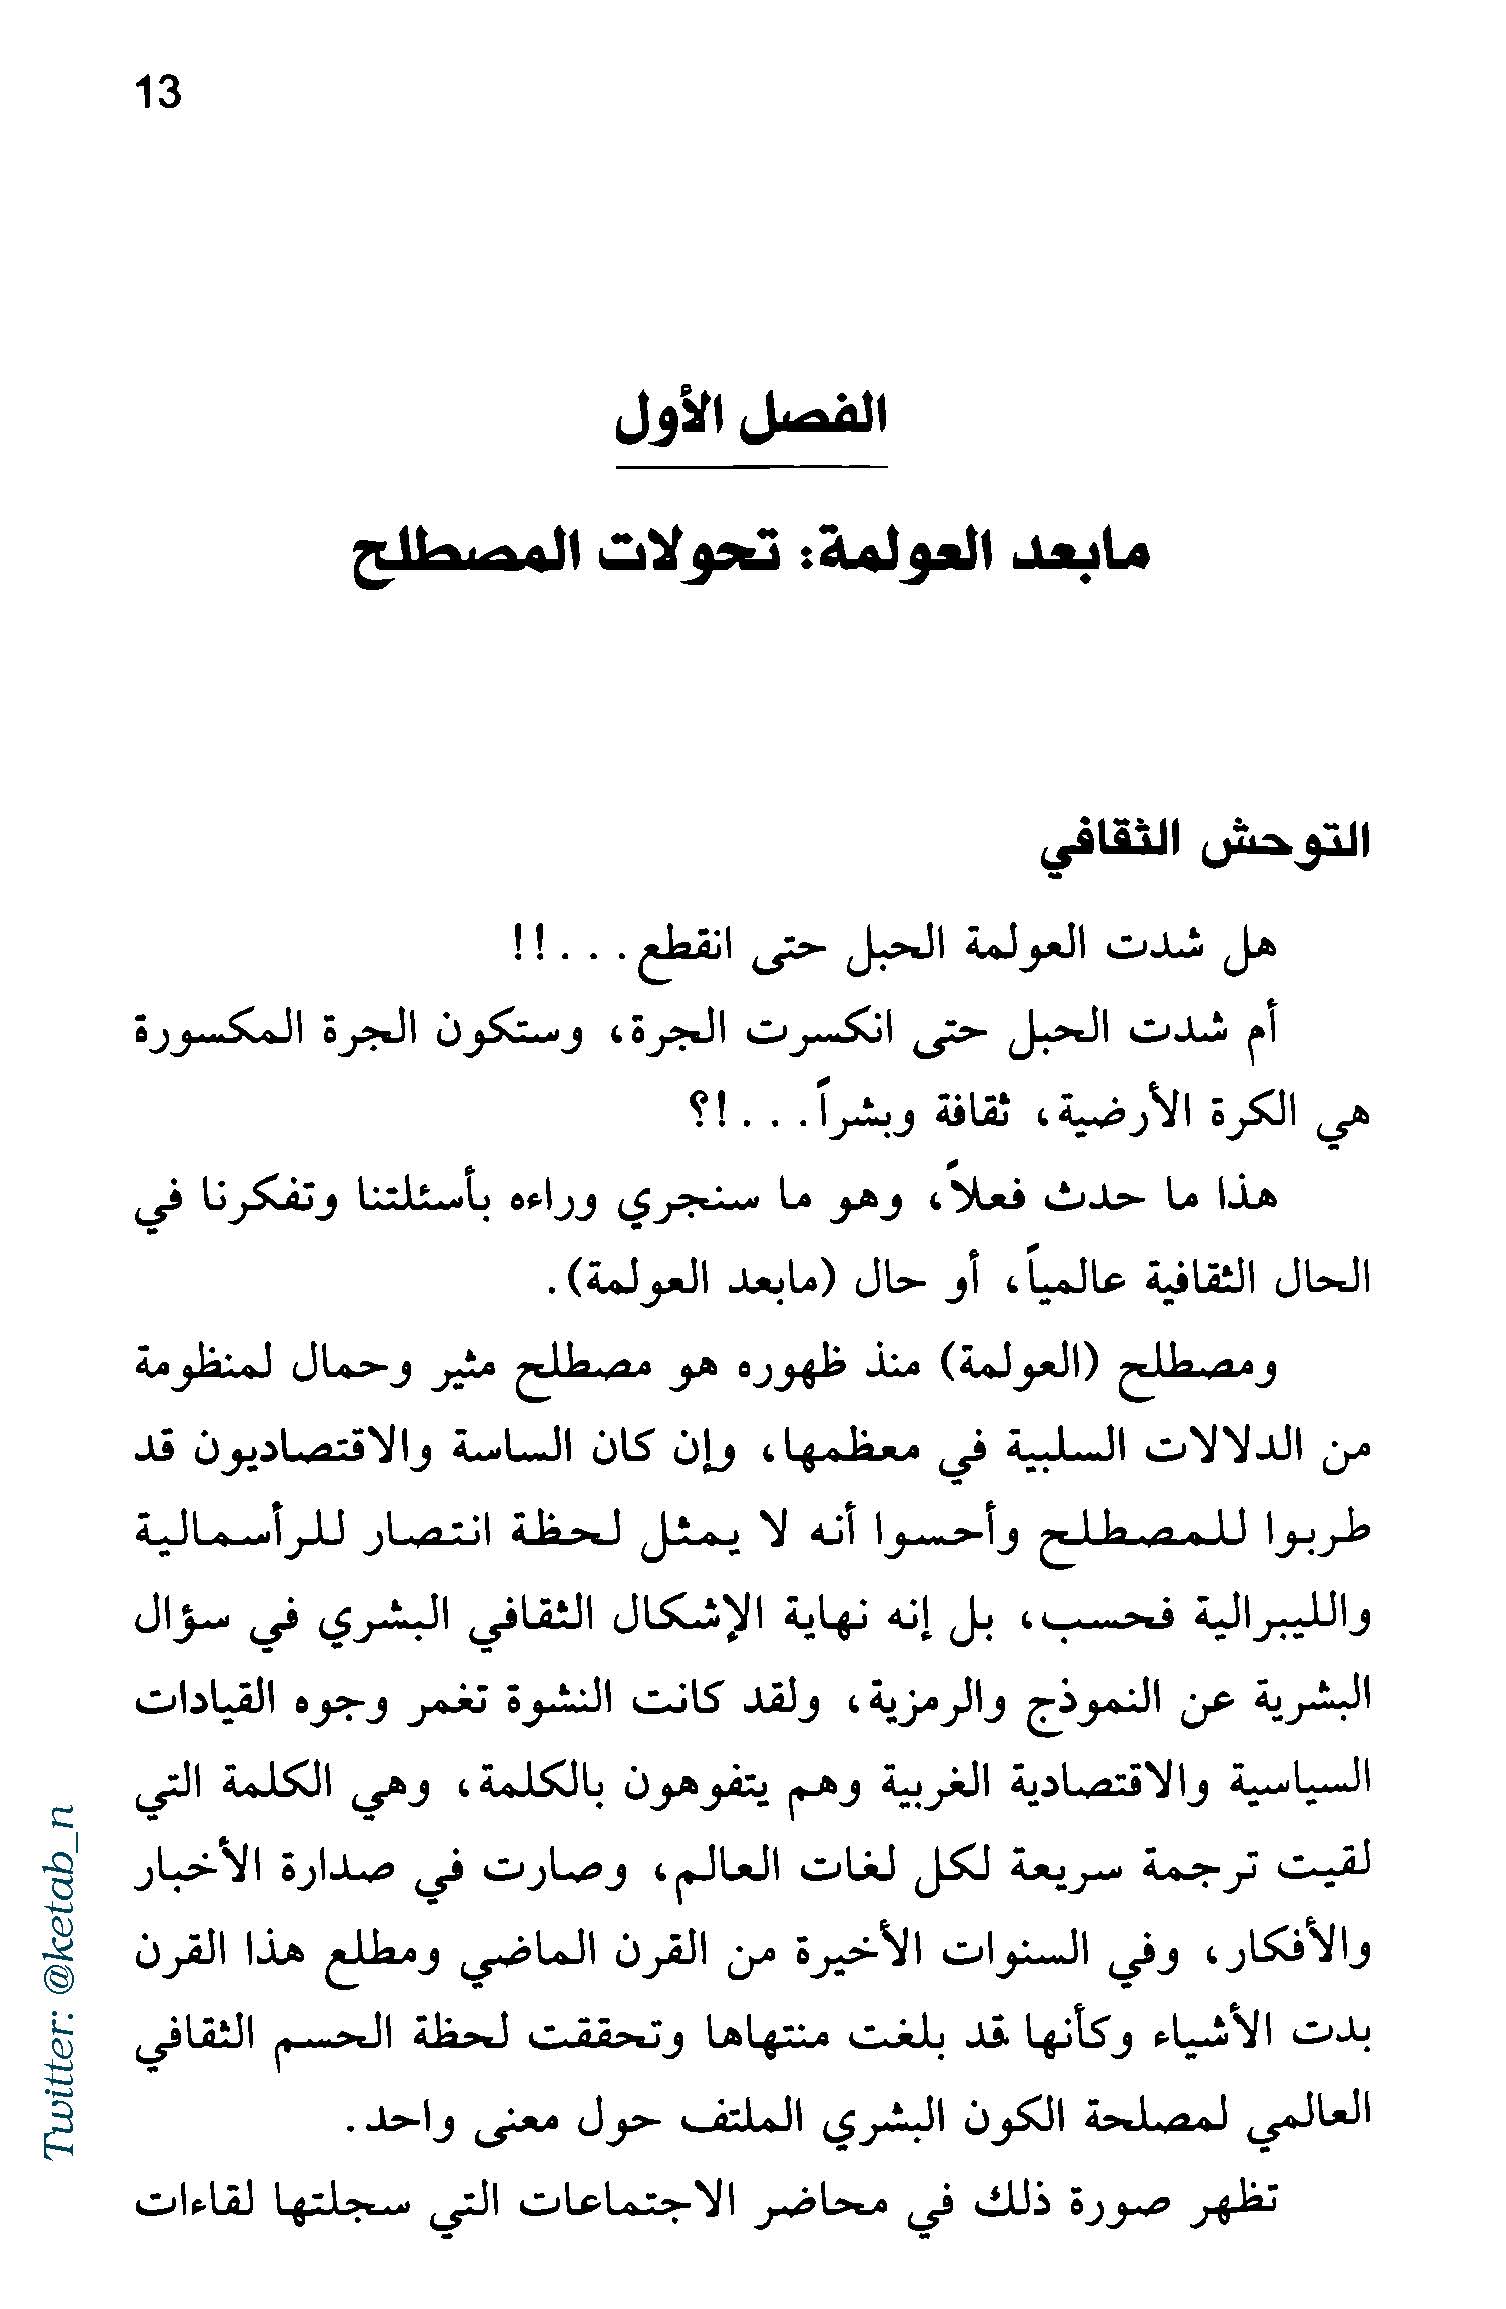 13
الفصل الأول
مابعد العولمة: تحولات المصطلح
التوحش الثقافي
هل شدت العولمة الحبل حتى انقطع. . . !!
أم شدت الحبل حتى انكسرت الجرة، وستكون الجرة المكسورة
هي الكرة الأرضية، ثقافة وبشراً. . . !؟
هذا ما حدث فعلاً، وهو ما سنجري وراءه بأسئلتنا وتفكرنا في
الحال الثقافية عالمياً، أو حال (مابعد العولمة).
ومصطلح (العولمة) منذ ظهوره هو مصطلح مثير وحمال لمنظومة
من الدلالات السلبية في معظمها، وإن كان الساسة والاقتصاديون قد
طربوا للمصطلح وأحسوا أنه لا يمثل لحظة انتصار للرأسمالية
والليبرالية فحسب، بل إنه نهاية الإشكال الثقافي البشري في سؤال
البشرية عن النموذج والرمزية، ولقد كانت النشوة تغمر وجوه القيادات
السياسية والاقتصادية الغربية وهم يتفوهون بالكلمة، وهي الكلمة التي
لقيت ترجمة سريعة لكل لغات العالم، وصارت في صدارة الأخبار
والأفكار، وفي السنوات الأخيرة من القرن الماضي ومطلع هذا القرن
بدت الأشياء وكأنها قد بلغت منتهاها وتحققت لحظة الحسم الثقافي
العالمي لمصلحة الكون البشري الملتف حول معنى واحد.
تظهر صورة ذلك في محاضر الاجتماعات التي سجلتها لقاءات
Twitter: @ketab_n